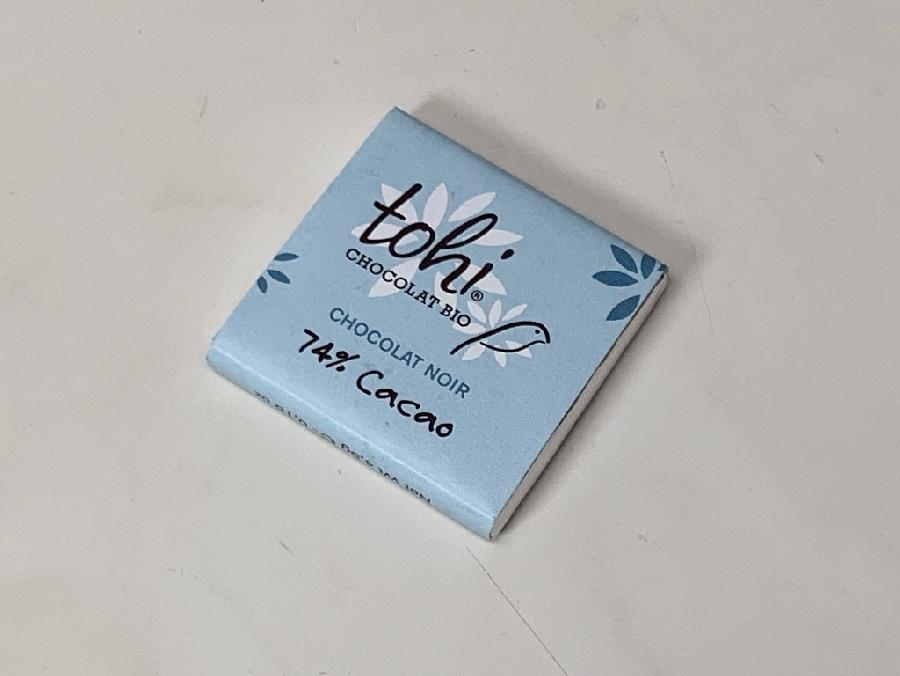 tohi®
CHOCOLAT BIO
CHOCOLAT NOIR
74% Cacao